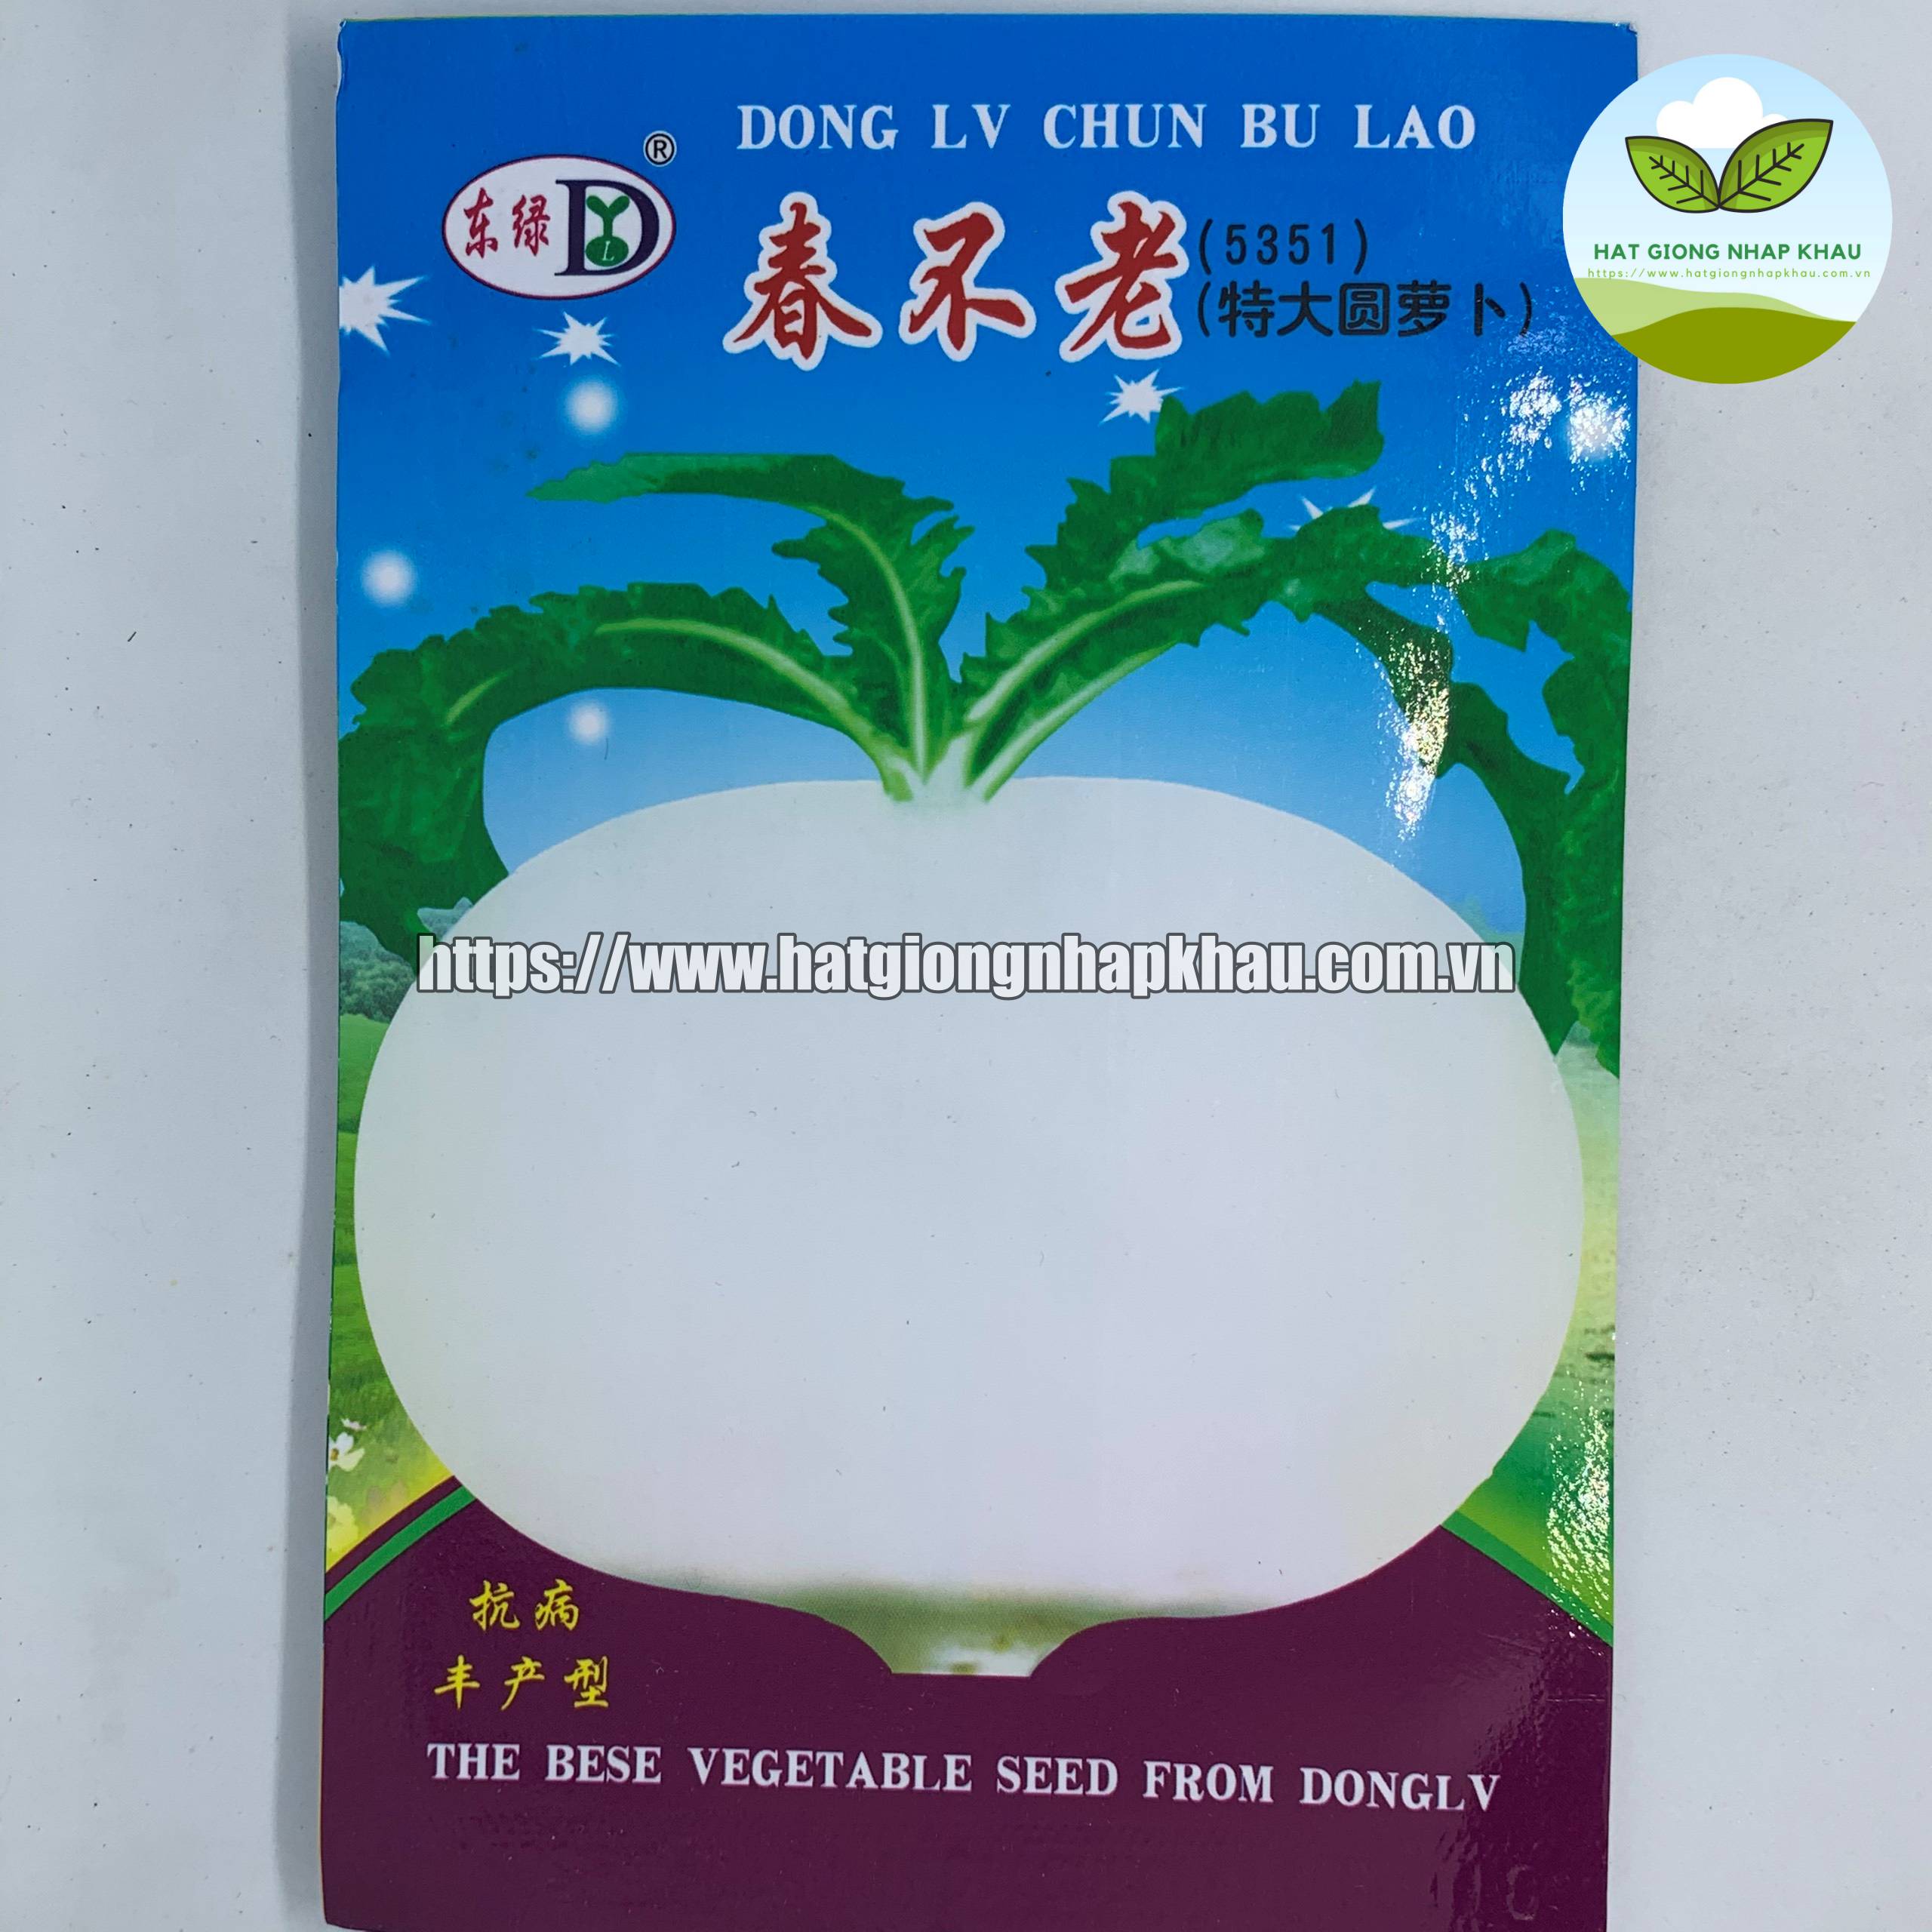 DONG LV CHUN BU LAO
®
东绿 D
L
春不老
(5351)
(特大圆萝卜)
HAT GIONG NHAP KHAU
https://www.hatgiongnhapkhau.com.vn
https://www.hatgiongnhapkhau.com.vn
抗病
丰产型
THE BESE VEGETABLE SEED FROM DONGLV